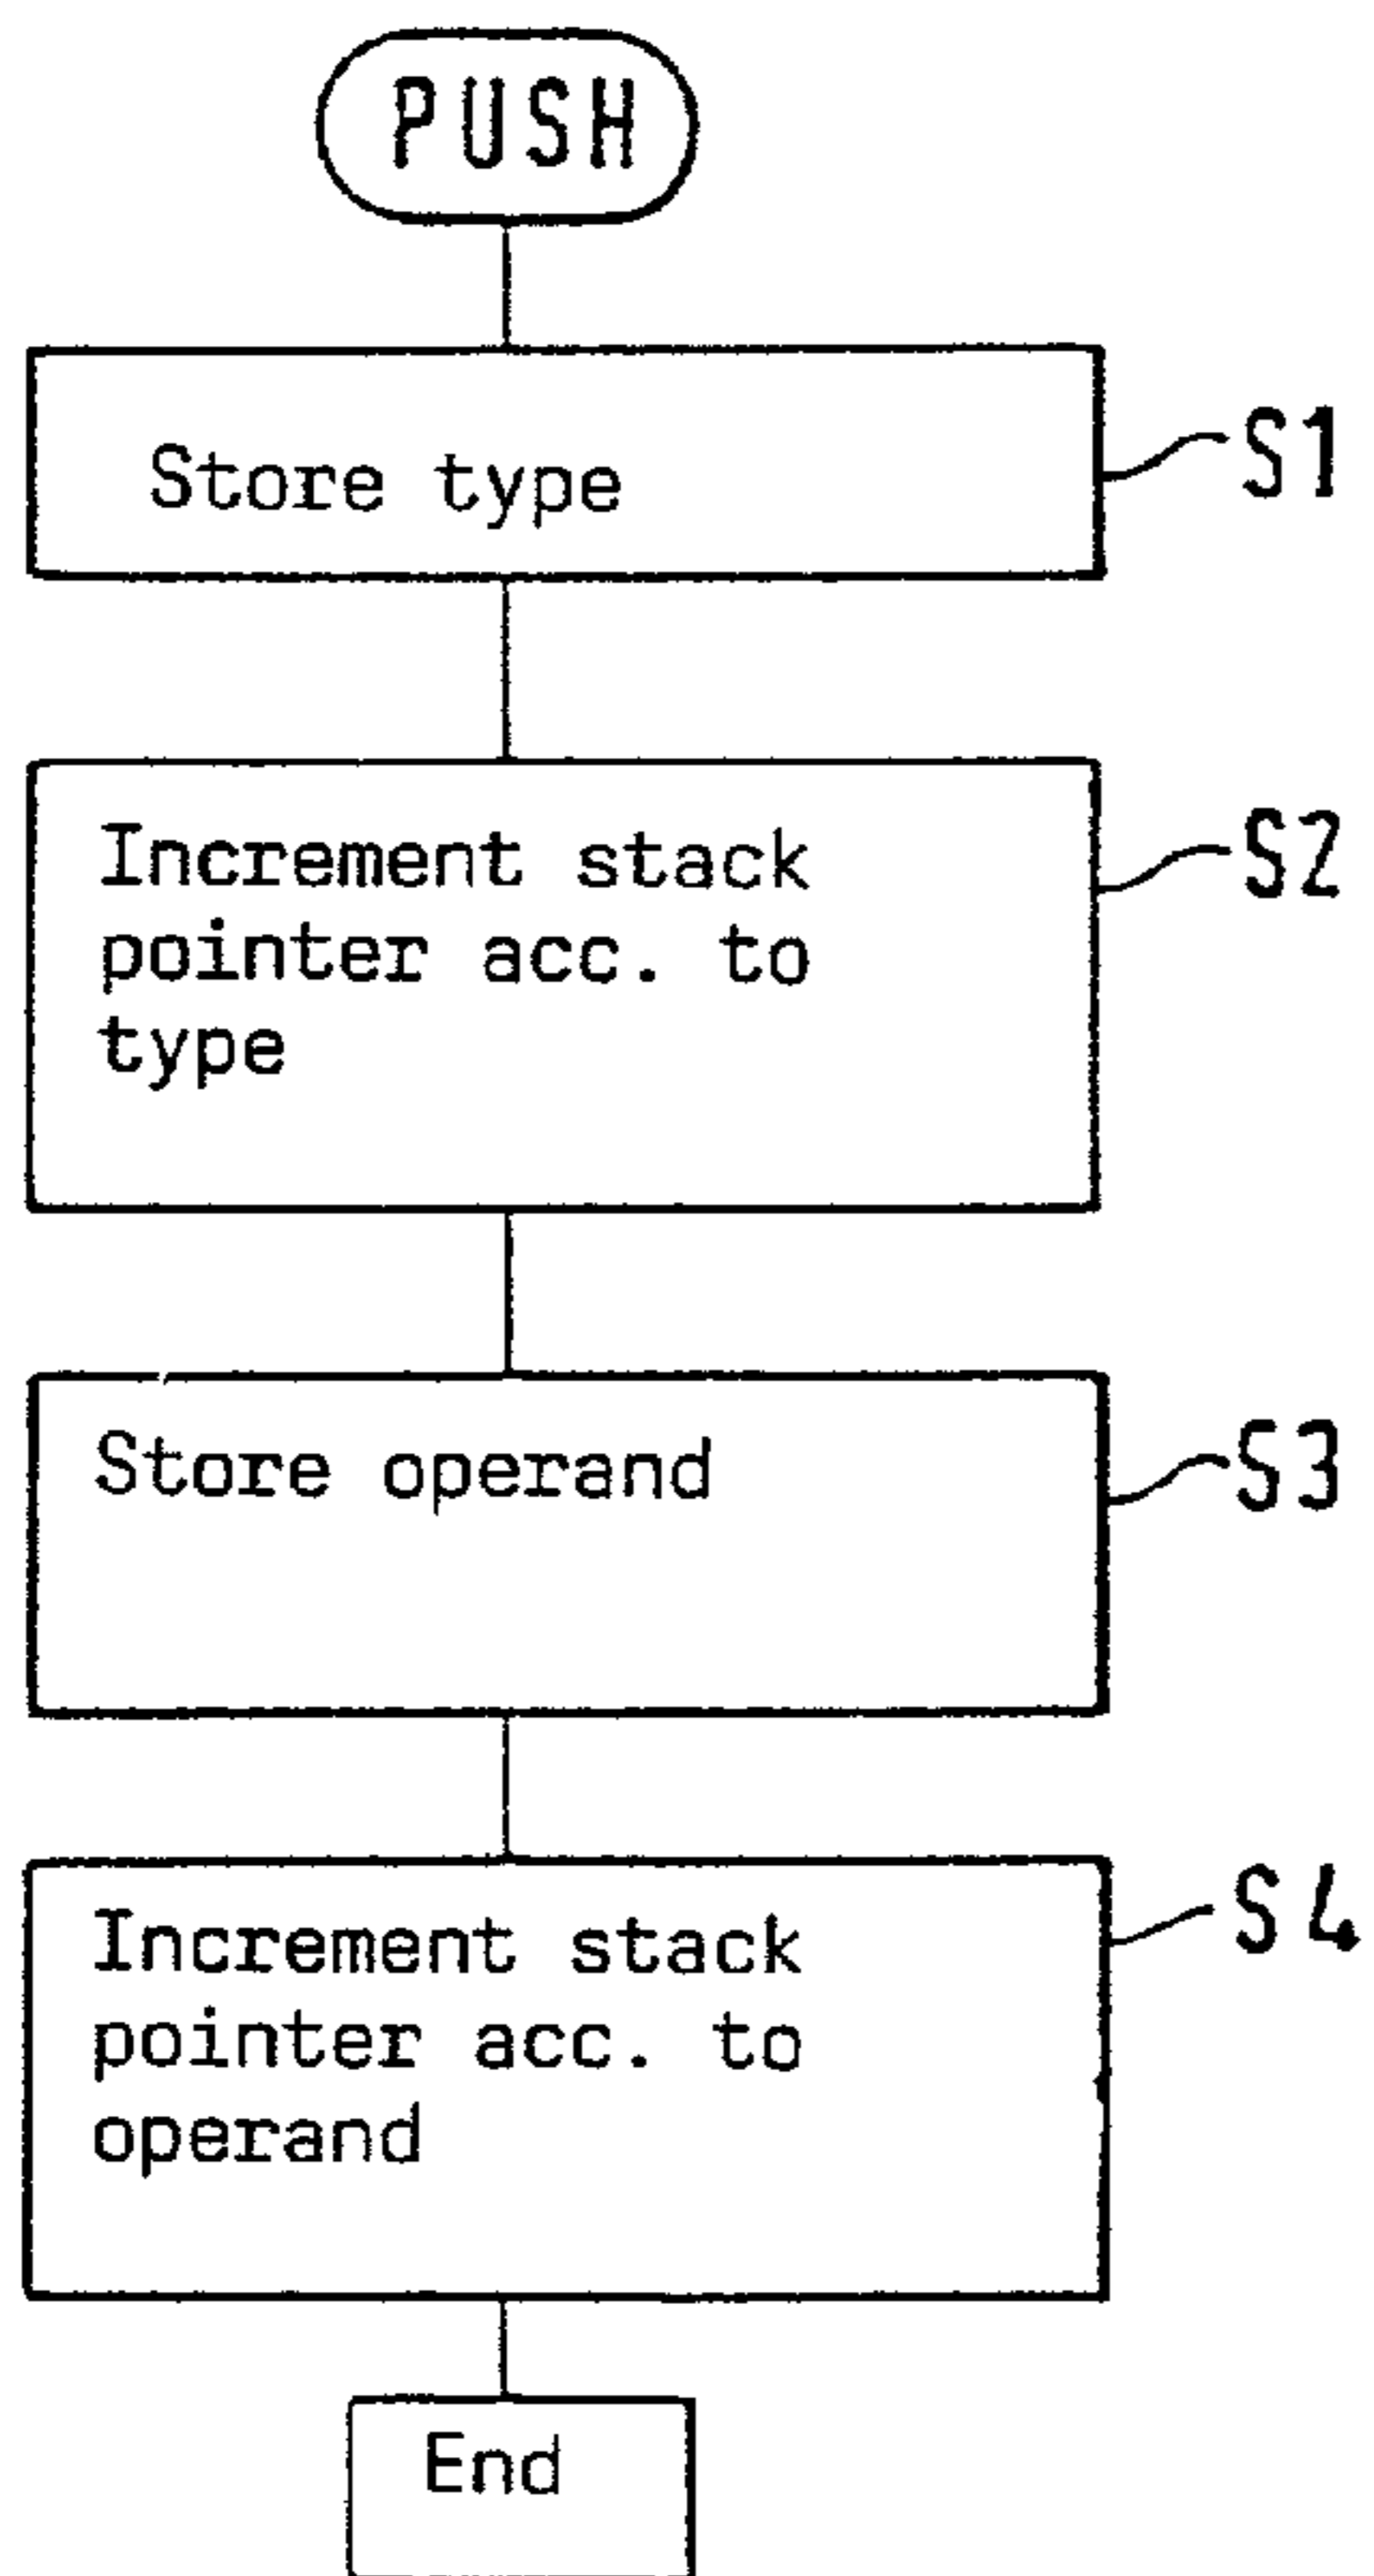 PUSH
Store type
S1
Increment stack
pointer acc. to
type
S2
Store operand
S3
Increment stack
pointer acc. to
operand
S4
End